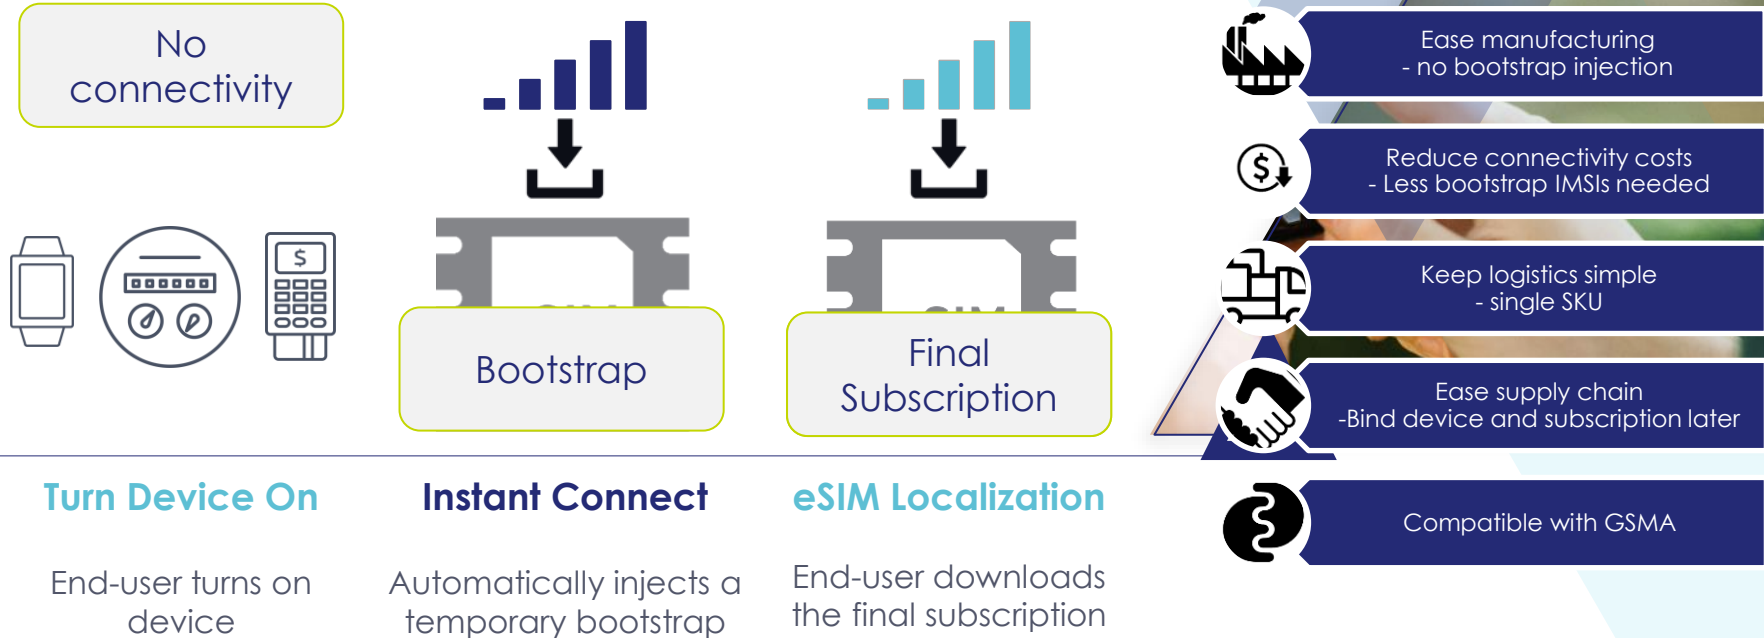 No
connectivity
$
SIM
Bootstrap
SIM
Final
Subscription
Turn Device On
End-user turns on
device
Instant Connect
Automatically injects a
temporary bootstrap
eSIM Localization
End-user downloads
the final subscription
Ease manufacturing
- no bootstrap injection
$
Reduce connectivity costs
- Less bootstrap IMSIs needed
Keep logistics simple
- single SKU
Ease supply chain
-Bind device and subscription later
Compatible with GSMA